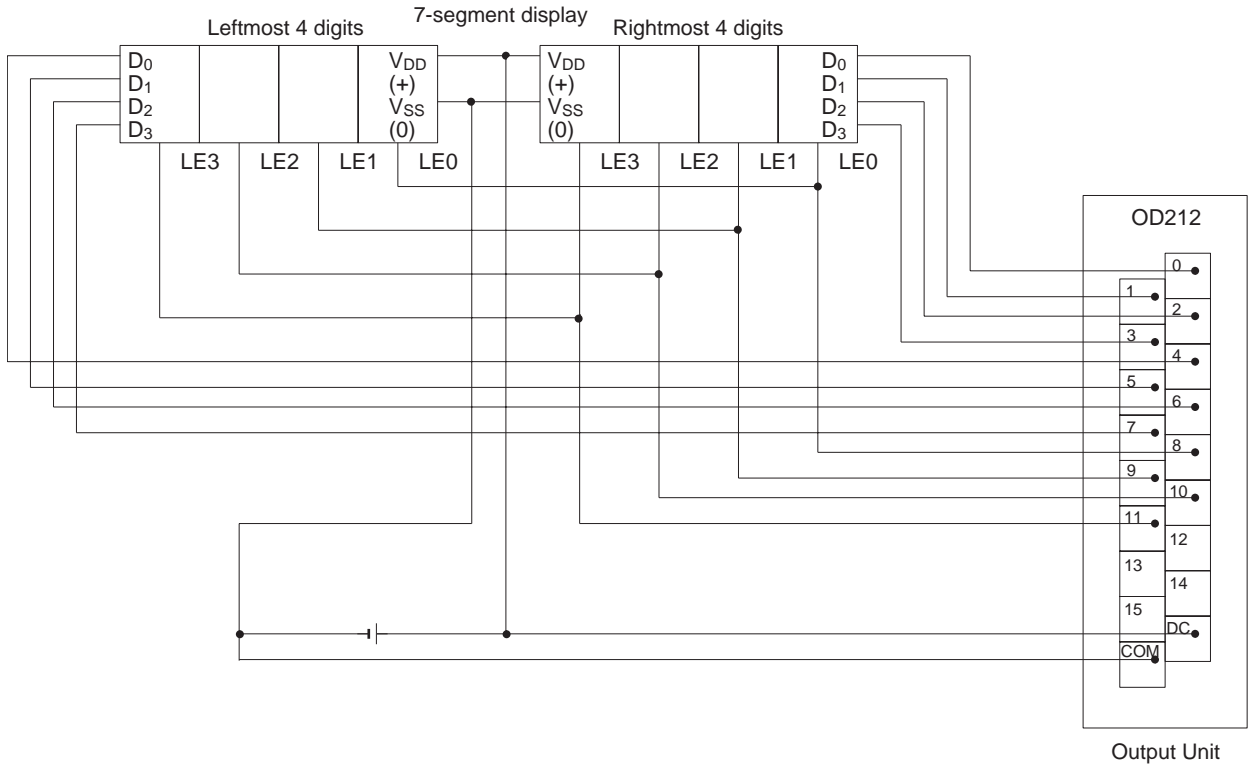 7-segment display
Leftmost 4 digits
Rightmost 4 digits
D0
D1
D2
D3
VDD
(+)
VSS
(0)
VDD
(+)
VSS
(0)
D0
D1
D2
D3
LE3 LE2 LE1 LE0
LE3 LE2 LE1 LE0
OD212
0
1
2
3
4
5
6
7
8
9
10
11
12
13
14
15
DC
COM
Output Unit